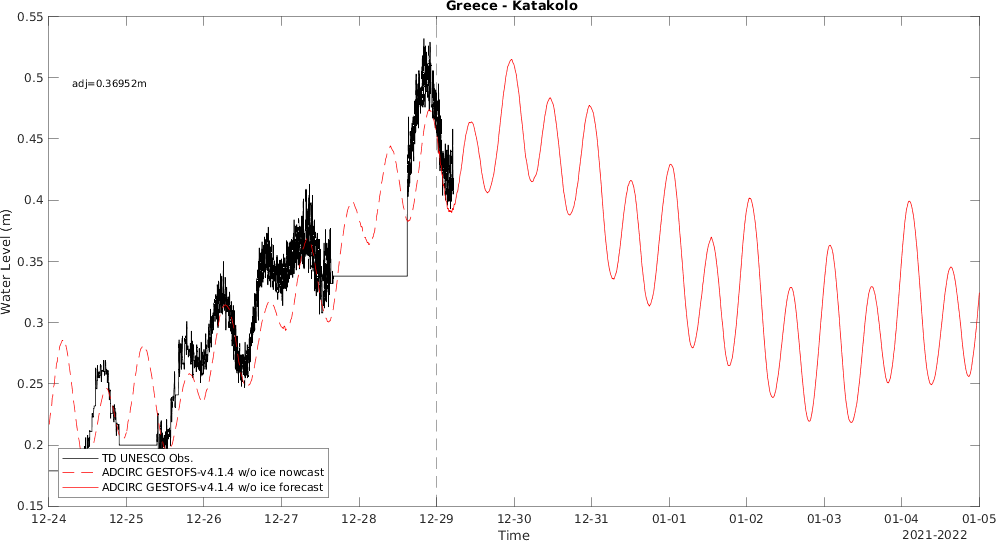 Greece - Katakolo
0.55
0.5
0.45
0.4
0.35
0.3
0.25
0.2
0.15
Water Level (m)
adj=0.36952m
TD UNESCO Obs.
ADCIRC GESTOFS-v4.1.4 w/o ice nowcast
ADCIRC GESTOFS-v4.1.4 w/o ice forecast
12-24 12-25 12-26 12-27 12-28 12-29 12-30 12-31 01-01 01-02 01-03 01-04 01-05
Time
2021-2022